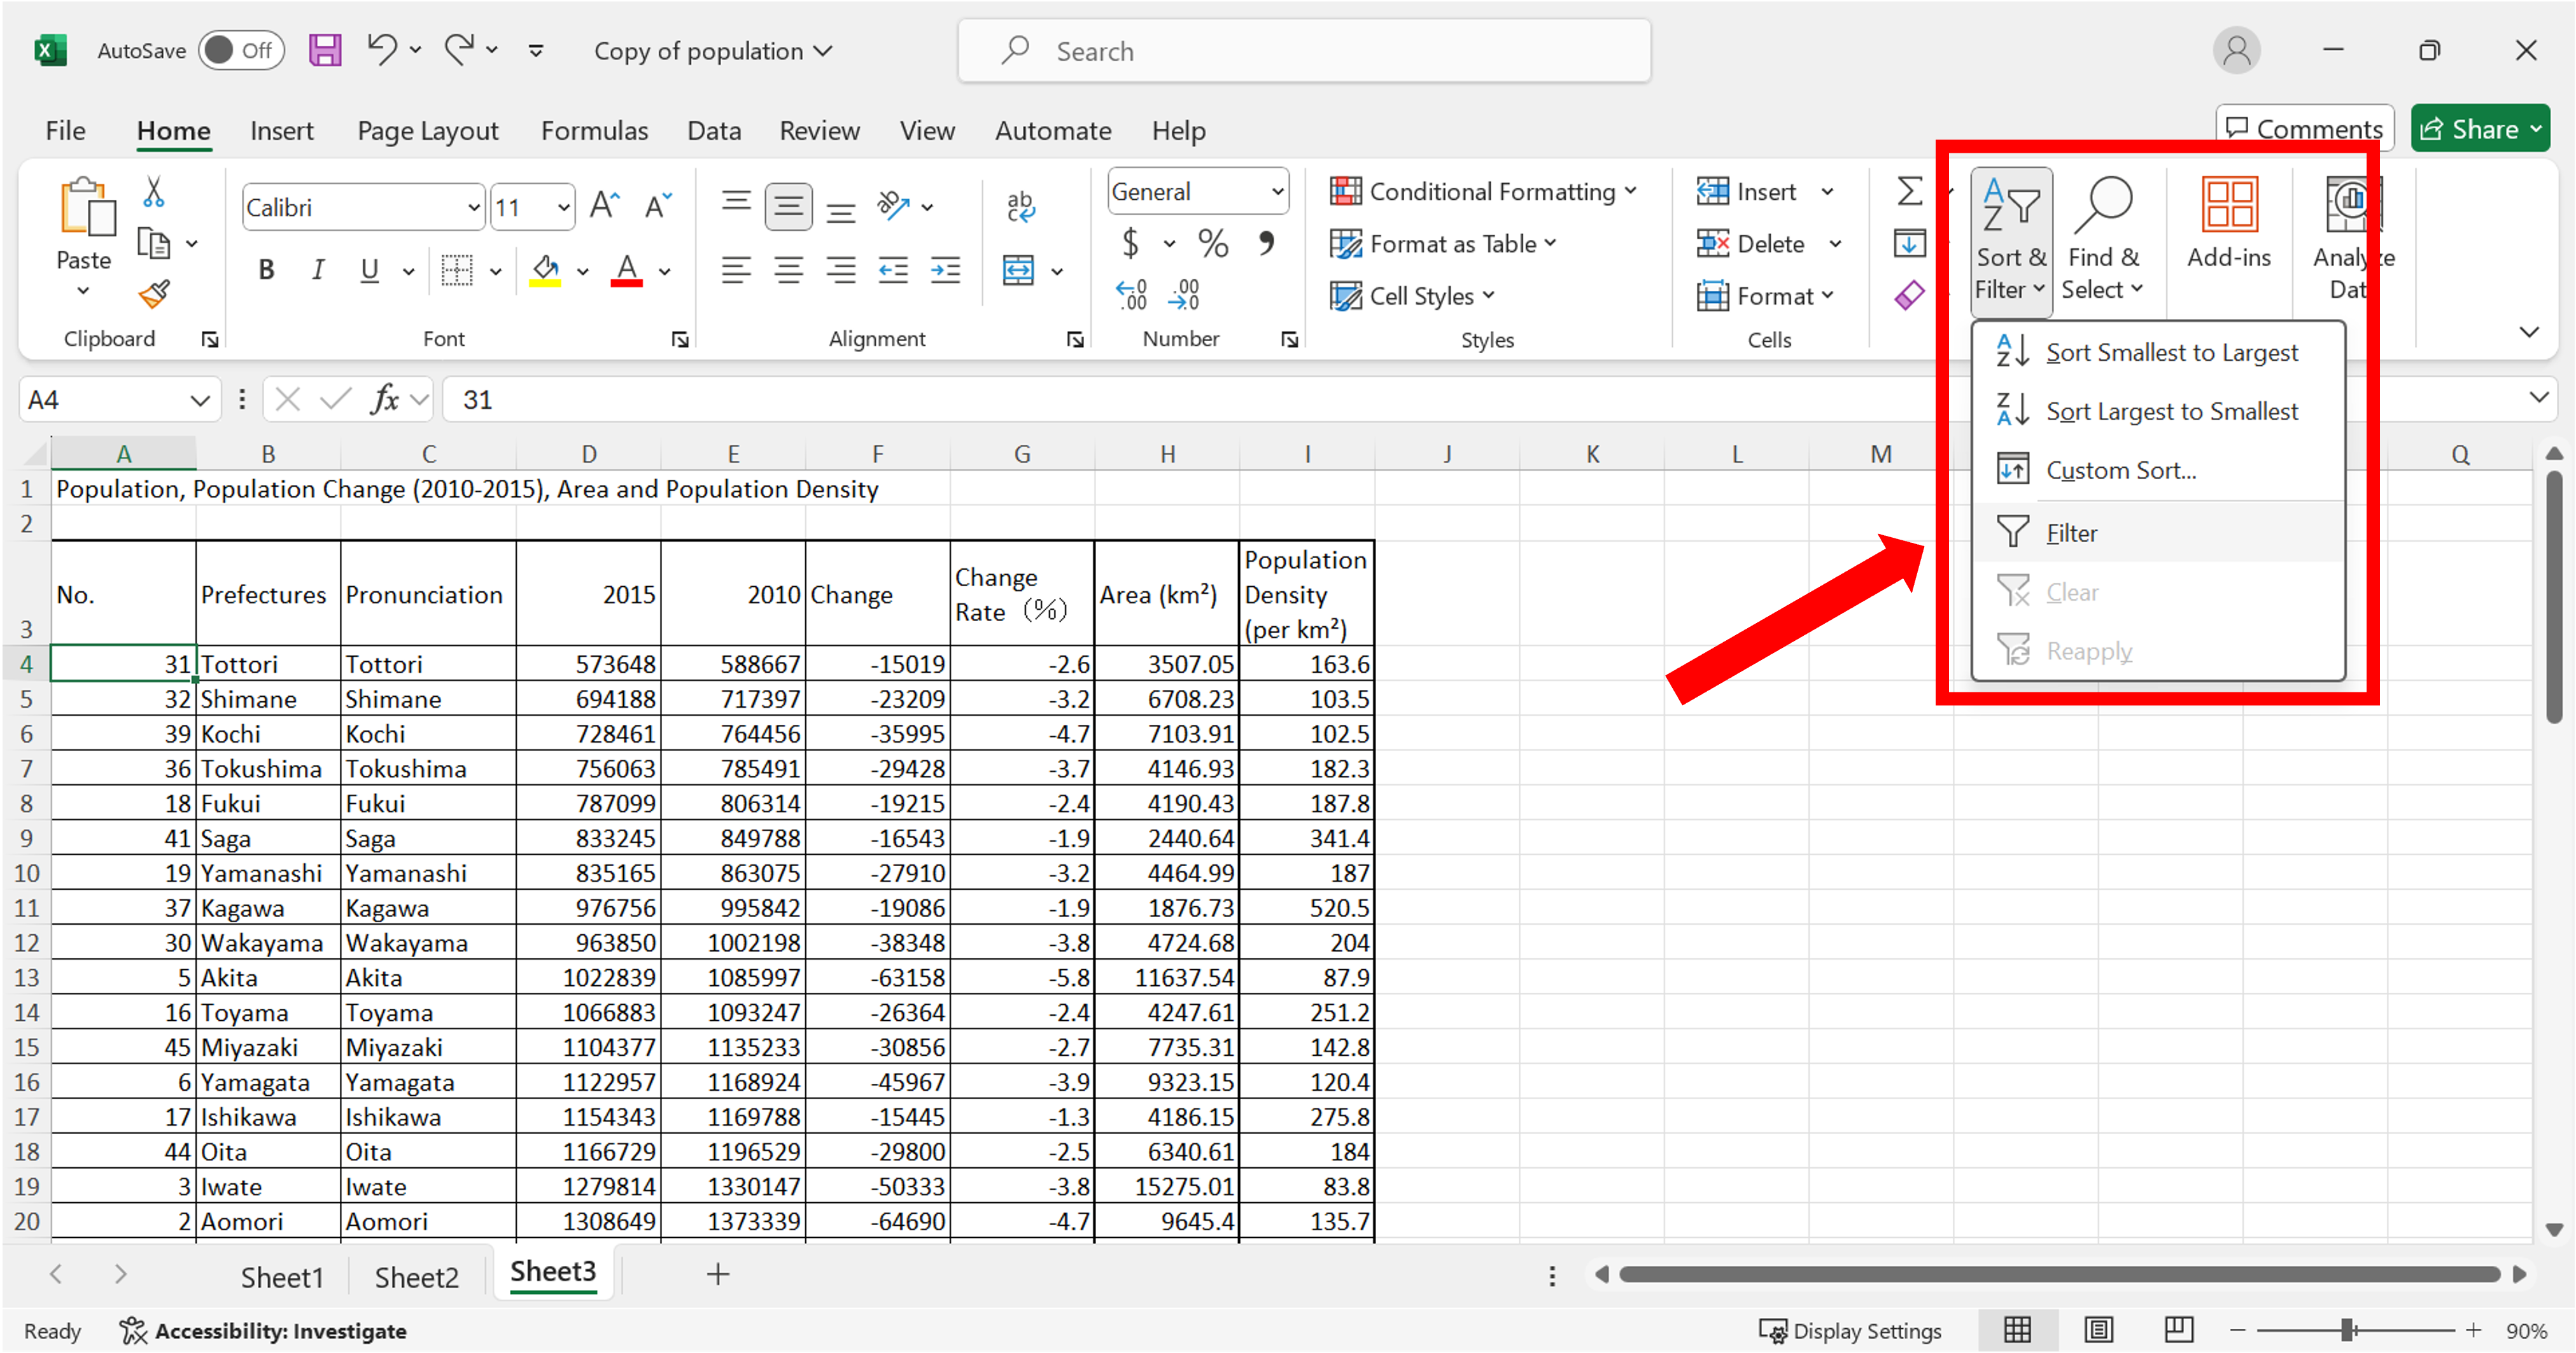 AutoSave Off Copy of population Search
File Home Insert Page Layout Formulas Data Review View Automate Help Comments Share
Paste
Clipboard
Calibri 11
B I U A
Font
ab
Alignment
General
$ % 9
Number
Conditional Formatting
Format as Table
Cell Styles
Styles
Insert
Delete
Format
Cells
Sort & Filter
Find & Select
Add-ins
Analyze Dat
Sort Smallest to Largest
Sort Largest to Smallest
Custom Sort...
Filter
Clear
Reapply
A4 fx 31
A B C D E F G H I J K L M Q
1 Population, Population Change (2010-2015), Area and Population Density
2
3 No. Prefectures Pronunciation 2015 2010 Change Change Rate (%) Area (km²) Population Density (per km²)
4 31 Tottori Tottori 573648 588667 -15019 -2.6 3507.05 163.6
5 32 Shimane Shimane 694188 717397 -23209 -3.2 6708.23 103.5
6 39 Kochi Kochi 728461 764456 -35995 -4.7 7103.91 102.5
7 36 Tokushima Tokushima 756063 785491 -29428 -3.7 4146.93 182.3
8 18 Fukui Fukui 787099 806314 -19215 -2.4 4190.43 187.8
9 41 Saga Saga 833245 849788 -16543 -1.9 2440.64 341.4
10 19 Yamanashi Yamanashi 835165 863075 -27910 -3.2 4464.99 187
11 37 Kagawa Kagawa 976756 995842 -19086 -1.9 1876.73 520.5
12 30 Wakayama Wakayama 963850 1002198 -38348 -3.8 4724.68 204
13 5 Akita Akita 1022839 1085997 -63158 -5.8 11637.54 87.9
14 16 Toyama Toyama 1066883 1093247 -26364 -2.4 4247.61 251.2
15 45 Miyazaki Miyazaki 1104377 1135233 -30856 -2.7 7735.31 142.8
16 6 Yamagata Yamagata 1122957 1168924 -45967 -3.9 9323.15 120.4
17 17 Ishikawa Ishikawa 1154343 1169788 -15445 -1.3 4186.15 275.8
18 44 Oita Oita 1166729 1196529 -29800 -2.5 6340.61 184
19 3 Iwate Iwate 1279814 1330147 -50333 -3.8 15275.01 83.8
20 2 Aomori Aomori 1308649 1373339 -64690 -4.7 9645.4 135.7
Sheet1 Sheet2 Sheet3
Ready Accessibility: Investigate Display Settings 90%